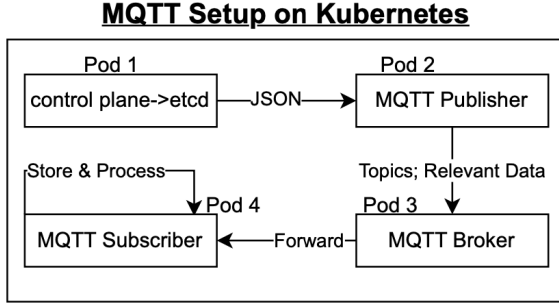 MQTT Setup on Kubernetes
Pod 1
control plane->etcd
JSON
Pod 2
MQTT Publisher
Topics; Relevant Data
Pod 3
MQTT Broker
Forward
Pod 4
MQTT Subscriber
Store & Process